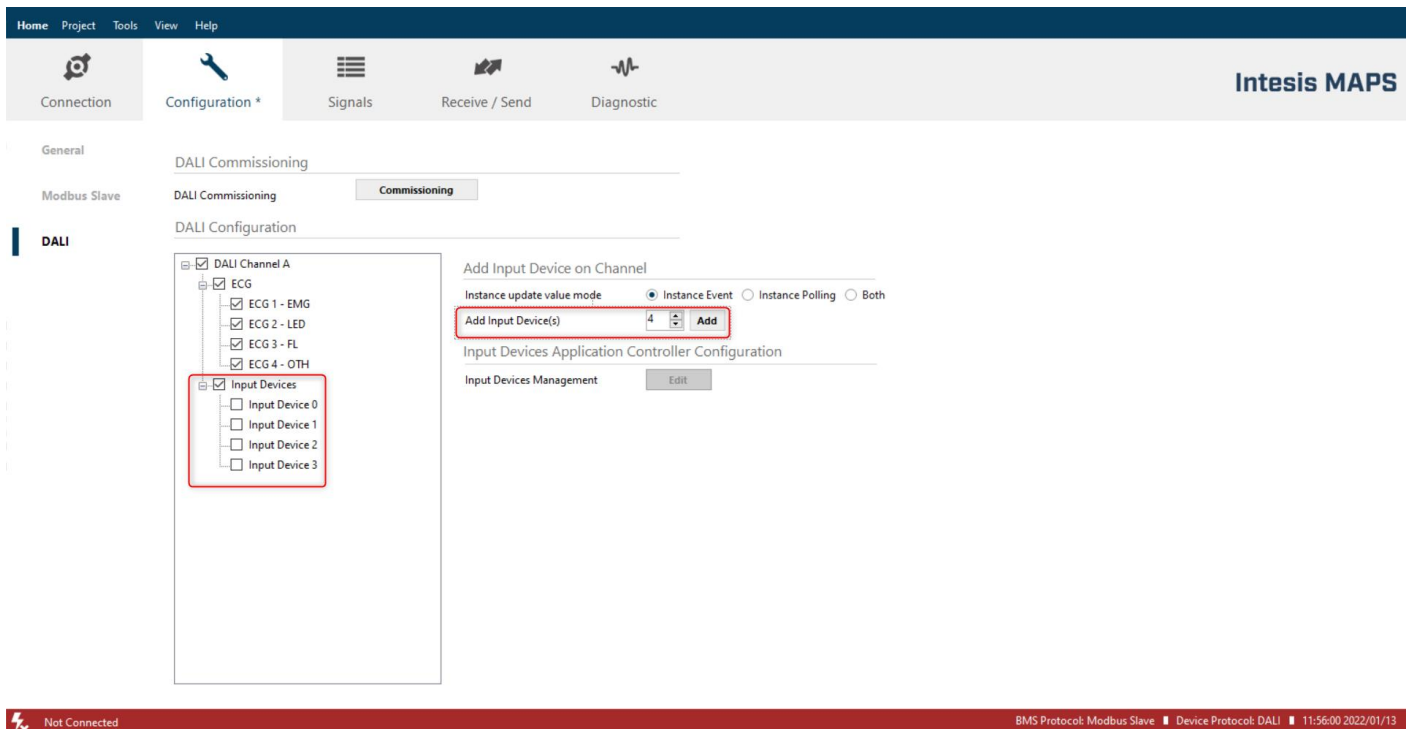 Home Project Tools View Help
Connection Configuration * Signals Receive / Send Diagnostic
Intesis MAPS
General
Modbus Slave
DALI
DALI Commissioning
DALI Commissioning Commissioning
DALI Configuration
DALI Channel A
ECG
ECG 1 - EMG
ECG 2 - LED
ECG 3 - FL
ECG 4 - OTH
Input Devices
Input Device 0
Input Device 1
Input Device 2
Input Device 3
Add Input Device on Channel
Instance update value mode Instance Event Instance Polling Both
Add Input Device(s) 4 Add
Input Devices Application Controller Configuration
Input Devices Management Edit
Not Connected BMS Protocol: Modbus Slave Device Protocol: DALI 11:56:00 2022/01/13